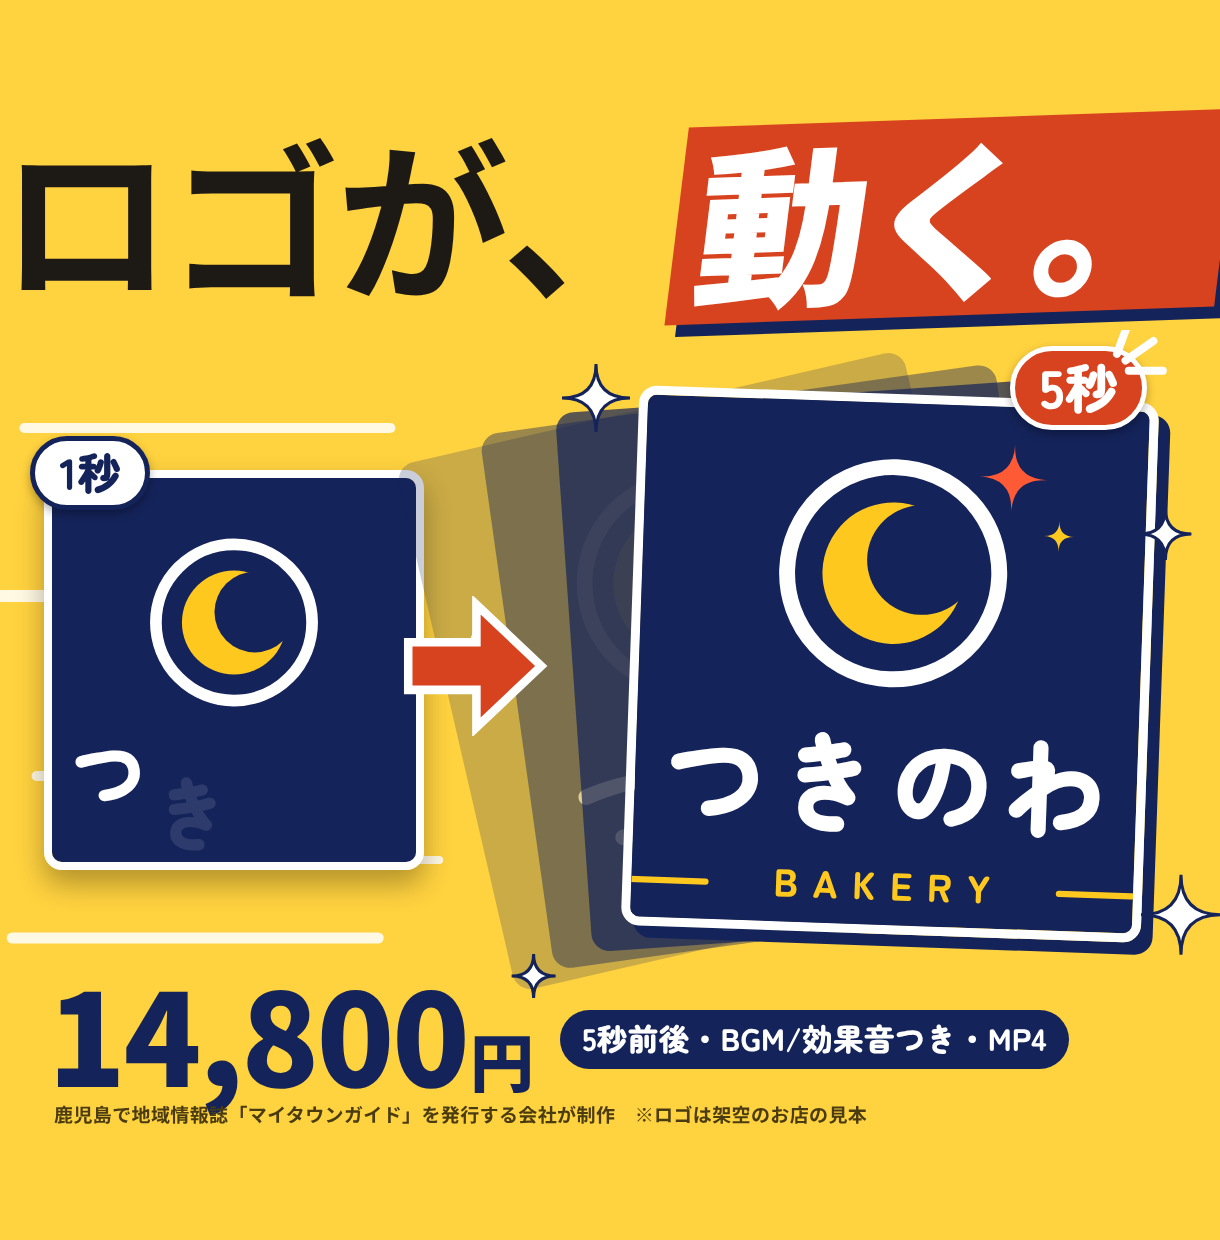 ロゴが、動く。
1秒
5秒
つき
つきのわ
BAKERY
14,800円
5秒前後・BGM/効果音つき・MP4
鹿児島で地域情報誌「マイタウンガイド」を発行する会社が制作　※ロゴは架空のお店の見本